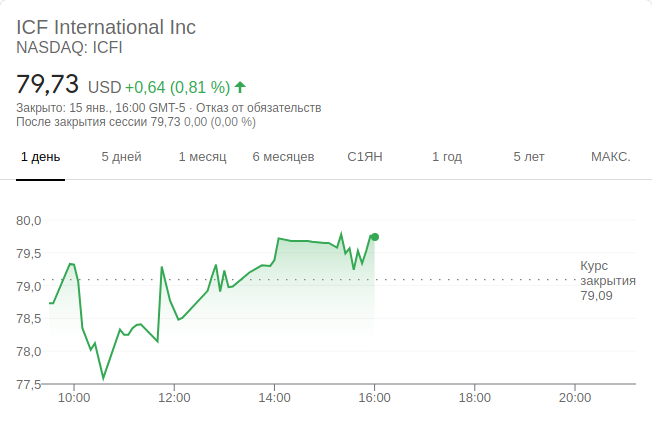 ICF International Inc
NASDAQ: ICFI
79,73 USD +0,64 (0,81 %)
Закрыто: 15 янв., 16:00 GMT-5 · Отказ от обязательств
После закрытия сессии 79,73 0,00 (0,00 %)
1 день 5 дней 1 месяц 6 месяцев С1ЯН 1 год 5 лет МАКС.
80,0
79,5
Курс
закрытия
79,09
79,0
78,5
78,0
77,5
10:00 12:00 14:00 16:00 18:00 20:00